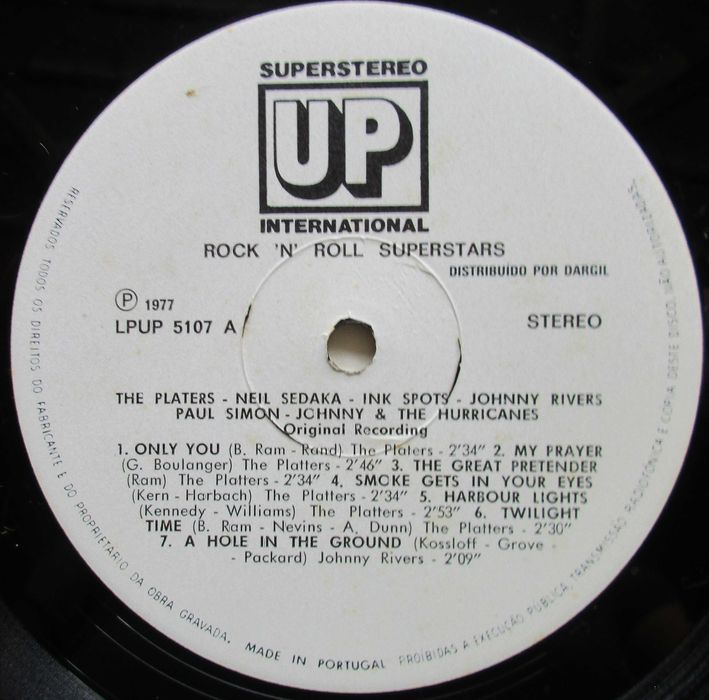 SUPERSTEREO
UP
INTERNATIONAL
ROCK 'N' ROLL SUPERSTARS
DISTRIBUÍDO POR DARGIL
Ⓟ 1977
LPUP 5107 A
STEREO
THE PLATERS - NEIL SEDAKA - INK SPOTS - JOHNNY RIVERS
PAUL SIMON - JOHNNY & THE HURRICANES
Original Recording
1. ONLY YOU (B. Ram - Rand) The Platers - 2'34" 2. MY PRAYER
(G. Boulanger) The Platters - 2'46" 3. THE GREAT PRETENDER
(Ram) The Platters - 2'34" 4. SMOKE GETS IN YOUR EYES
(Kern - Harbach) The Platters - 2'34" 5. HARBOUR LIGHTS
(Kennedy - Williams) The Platters - 2'53" 6. TWILIGHT
TIME (B. Ram - Nevins - A. Dunn) The Platters - 2'30"
7. A HOLE IN THE GROUND (Kossloff - Grove -
- Packard) Johnny Rivers - 2'09"
RESERVADOS TODOS OS DIREITOS DO FABRICANTE E DO PROPRIETARIO DA OBRA GRAVADA. MADE IN PORTUGAL PROÍBIDAS A EXECUÇÃO PÚBLICA, TRANSMISSÃO RADIOFÓNICA E COPIA DESTE DISCO NÃO AUTORIZADAS.